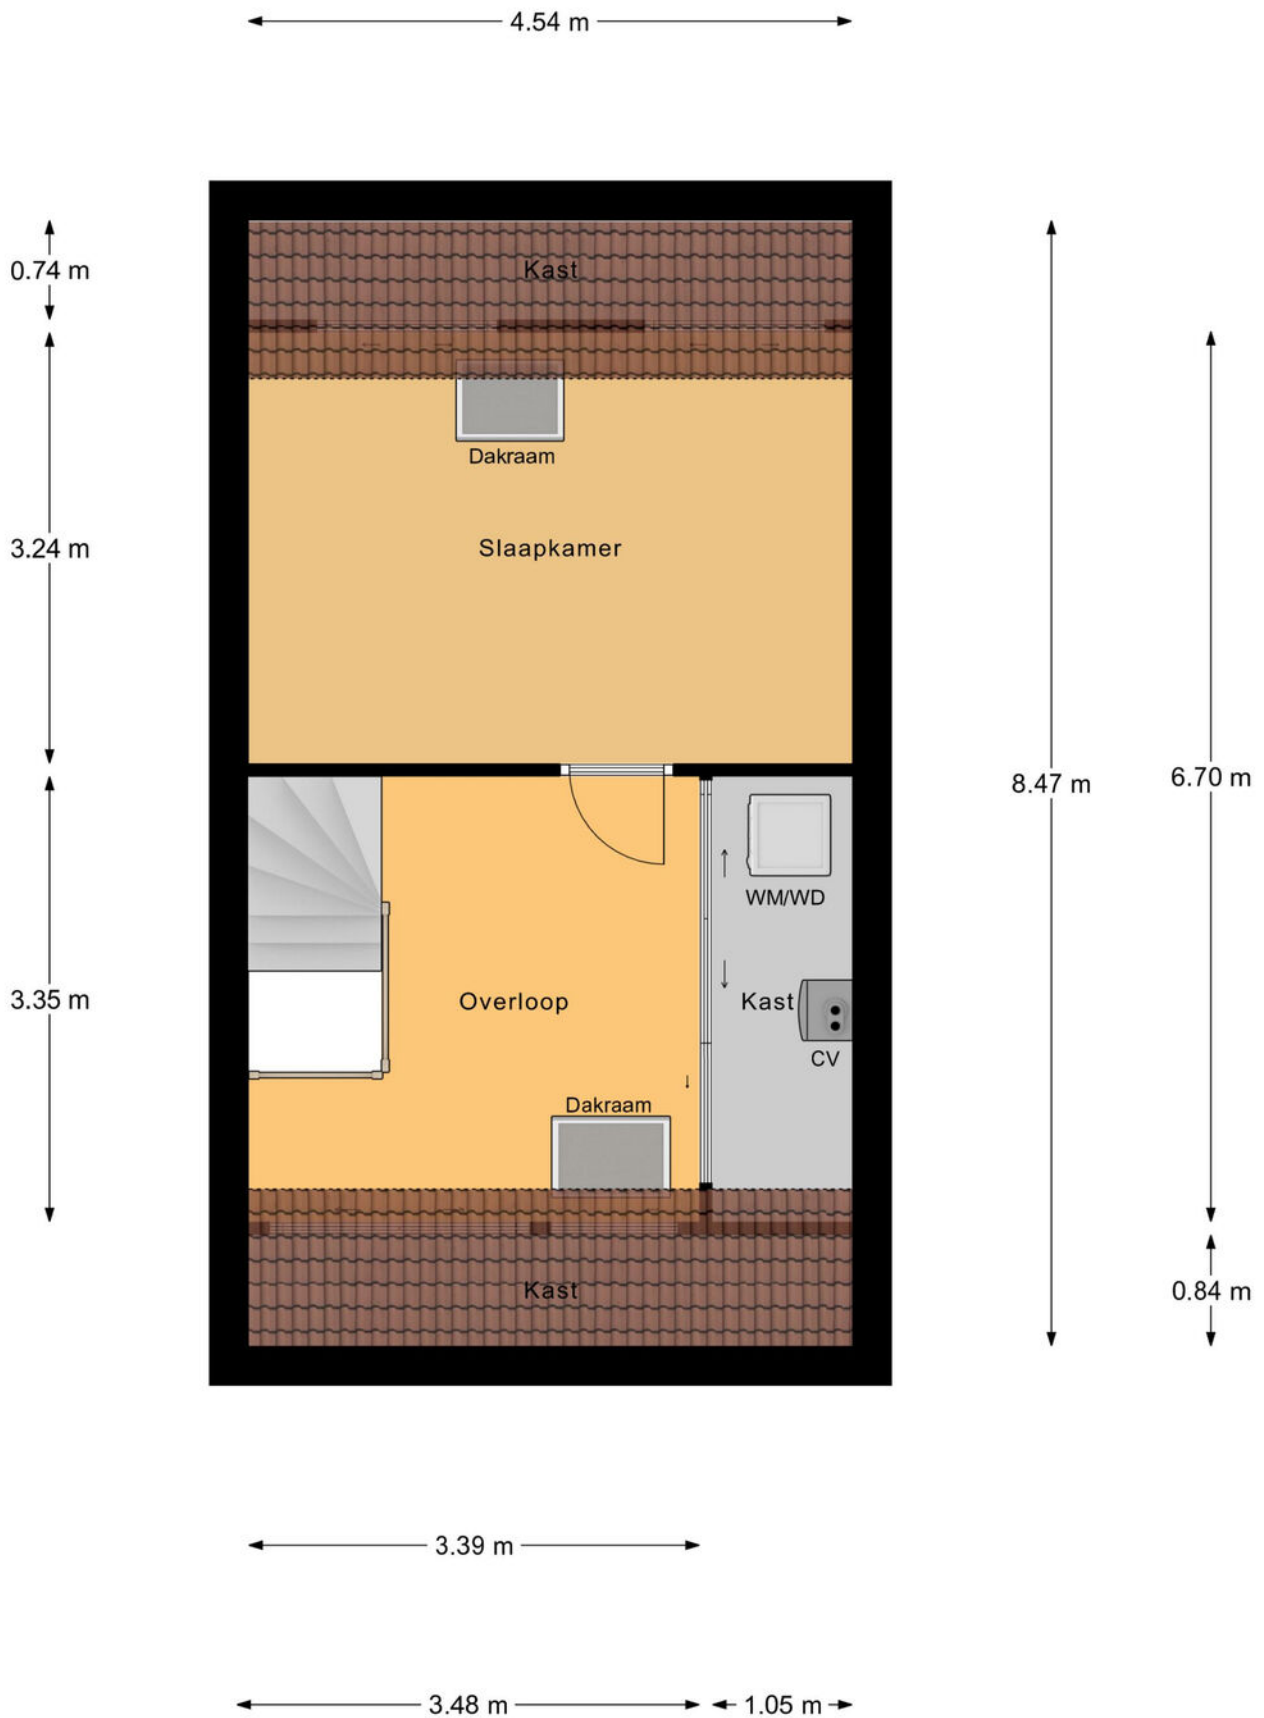 4.54 m
0.74 m
Kast
Dakraam
3.24 m
Slaapkamer
8.47 m
6.70 m
WM/WD
3.35 m
Overloop
Kast
CV
Dakraam
Kast
0.84 m
3.39 m
3.48 m
1.05 m